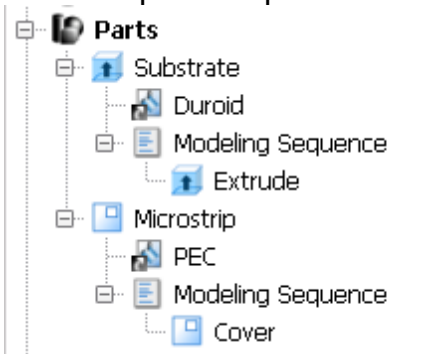 Parts
Substrate
Duroid
Modeling Sequence
Extrude
Microstrip
PEC
Modeling Sequence
Cover